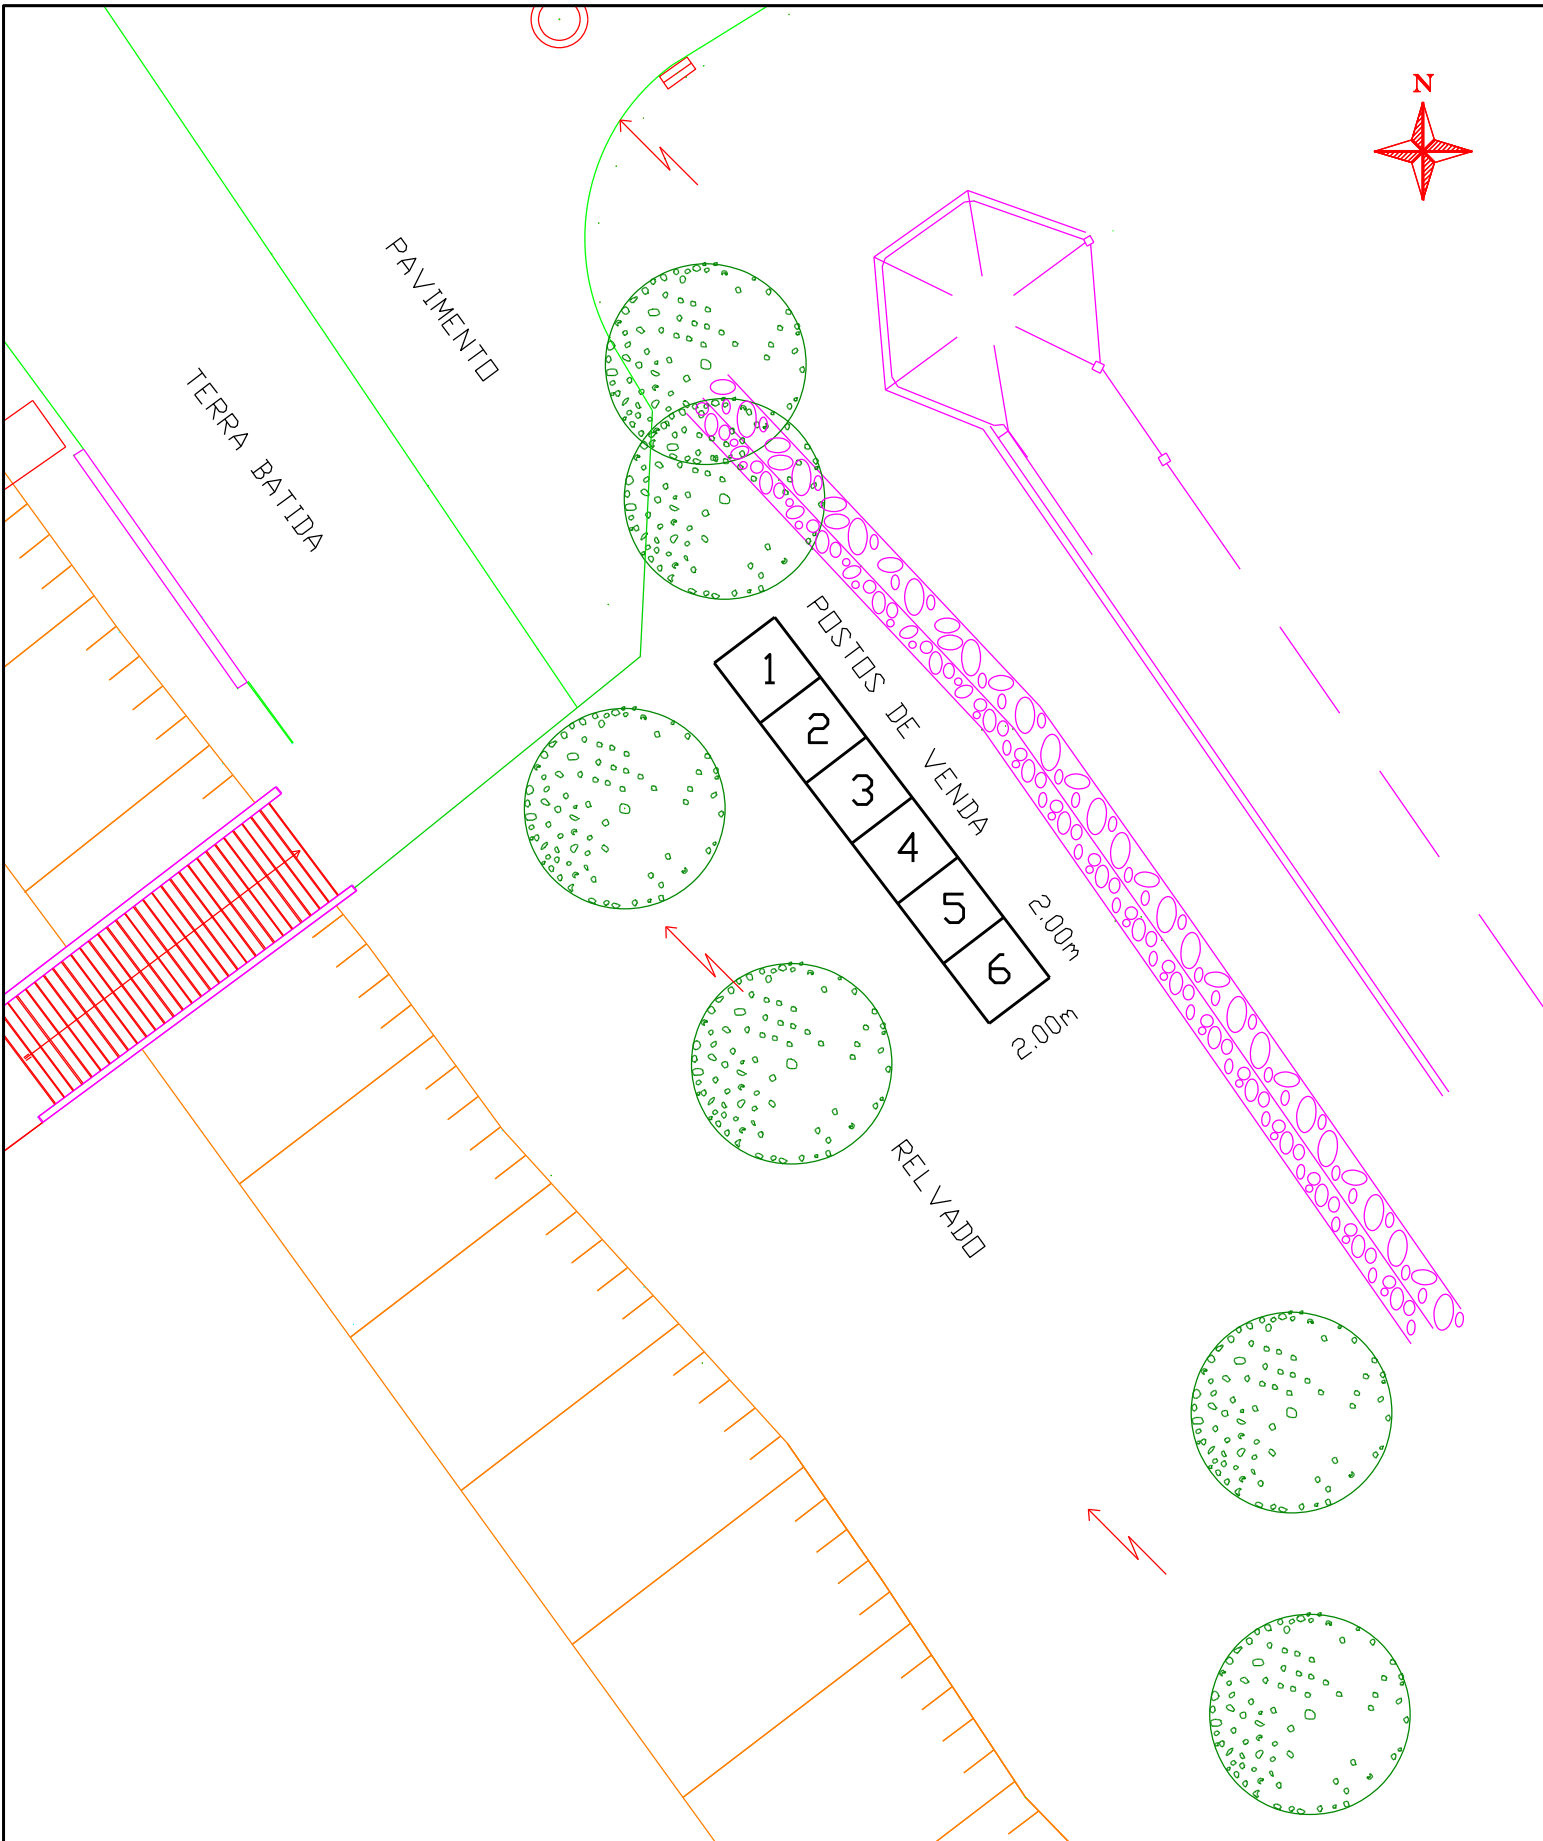 N
PAVIMENTO
TERRA BATIDA
POSTOS DE VENDA
1
2
3
4
5
6
2.00m
2.00m
RELVADO